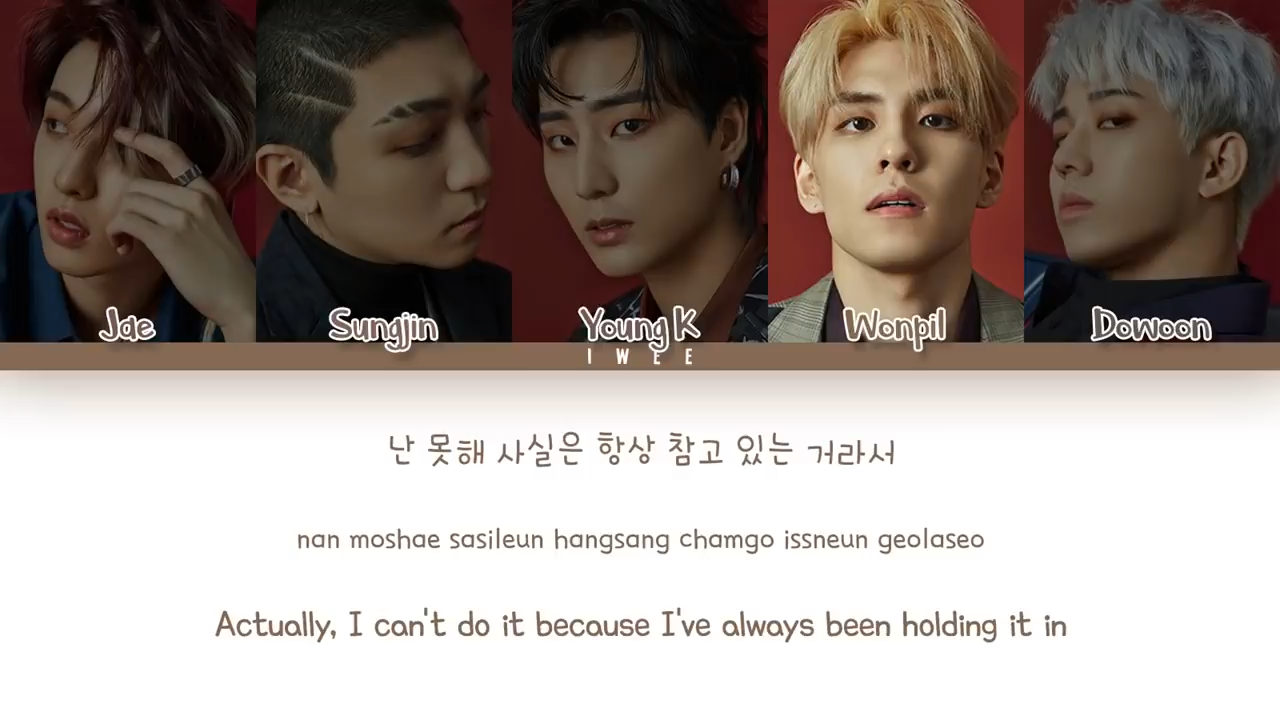 Jae Sungjin Young K Wonpil Dowoon
IWEE
난 못해 사실은 항상 참고 있는 거라서
nan moshae sasileun hangsang chamgo issneun geolaseo
Actually, I can't do it because I've always been holding it in